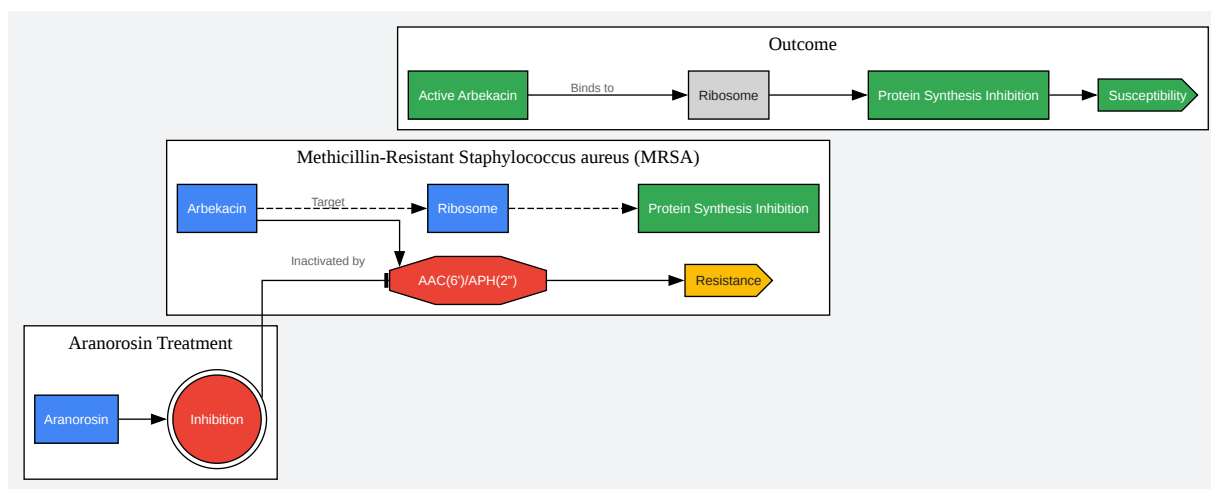 Outcome
Active Arbekacin
Binds to
Ribosome
Protein Synthesis Inhibition
Susceptibility
Methicillin-Resistant Staphylococcus aureus (MRSA)
Arbekacin
Target
Ribosome
Protein Synthesis Inhibition
Inactivated by
AAC(6')/APH(2")
Resistance
Aranorosin Treatment
Aranorosin
Inhibition